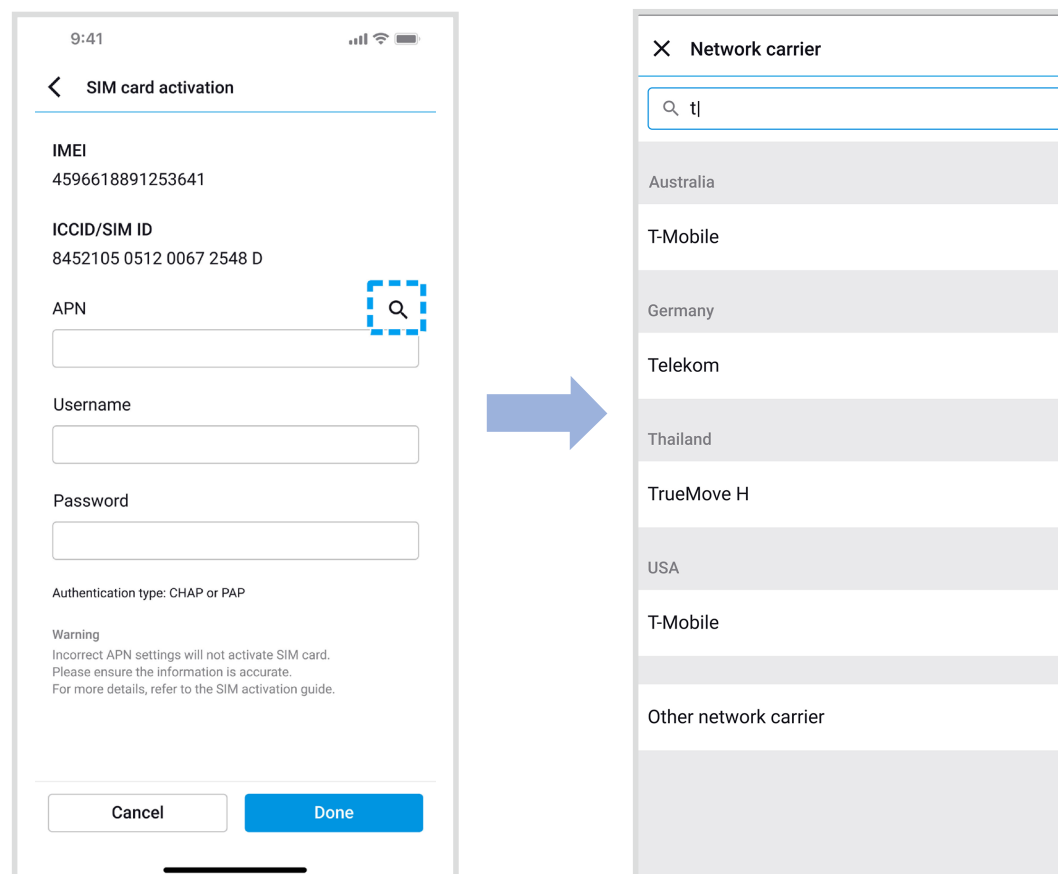 9:41
SIM card activation
IMEI
4596618891253641
ICCID/SIM ID
8452105 0512 0067 2548 D
APN
Username
Password
Authentication type: CHAP or PAP
Warning
Incorrect APN settings will not activate SIM card.
Please ensure the information is accurate.
For more details, refer to the SIM activation guide.
Cancel
Done
Network carrier
t
Australia
T-Mobile
Germany
Telekom
Thailand
TrueMove H
USA
T-Mobile
Other network carrier